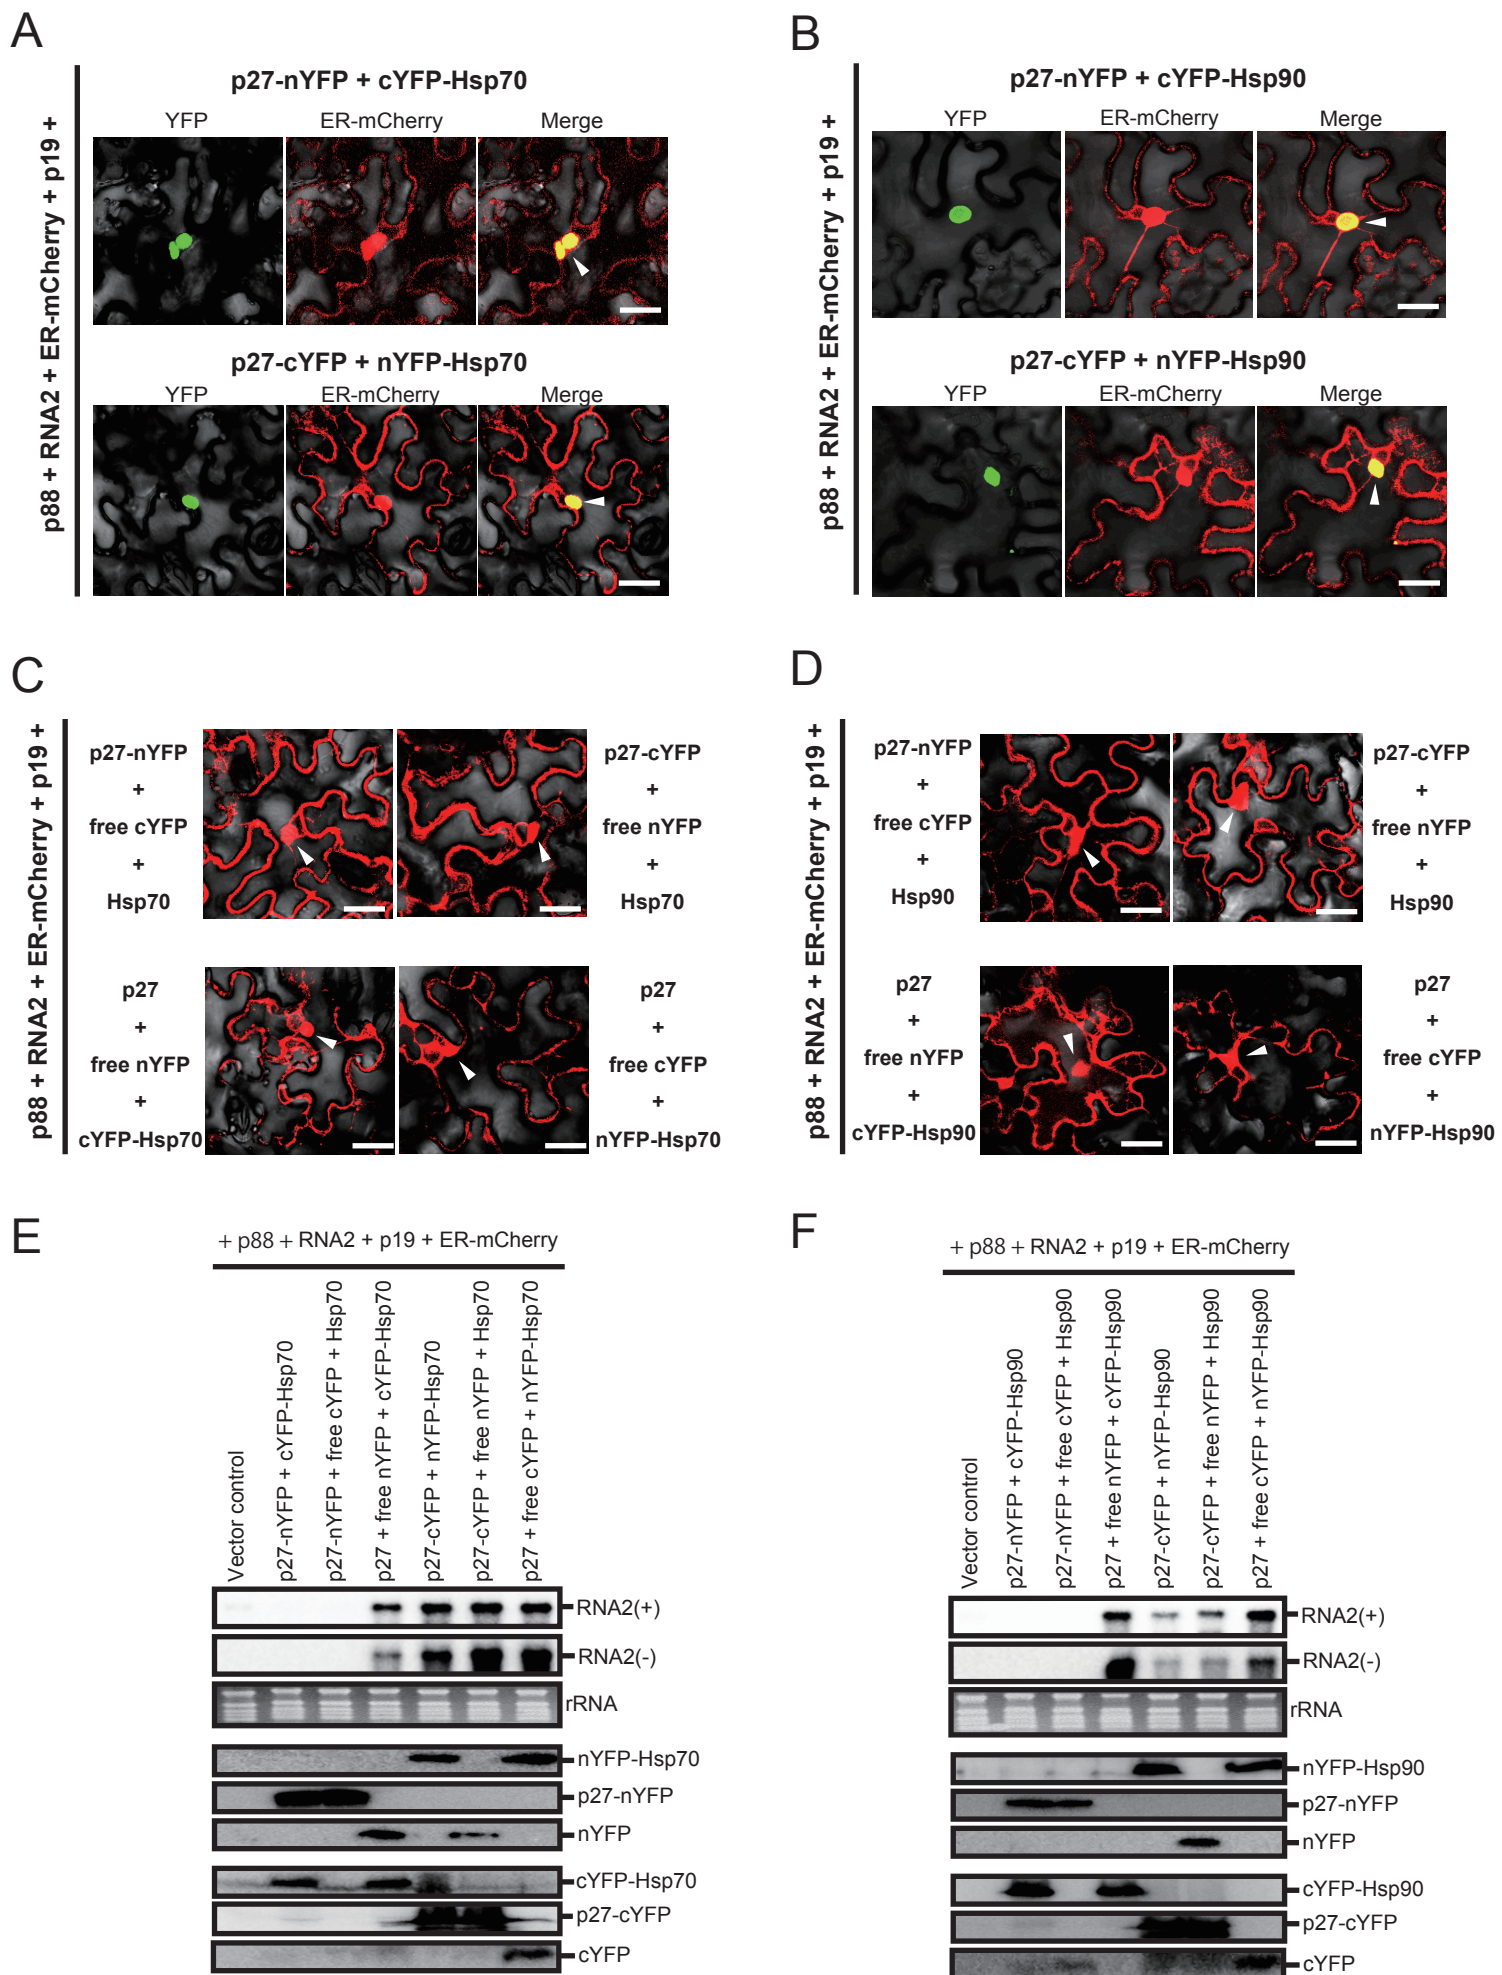 A
p88 + RNA2 + ER-mCherry + p19 +
p27-nYFP + cYFP-Hsp70
YFP
ER-mCherry
Merge
p27-cYFP + nYFP-Hsp70
YFP
ER-mCherry
Merge
B
p88 + RNA2 + ER-mCherry + p19 +
p27-nYFP + cYFP-Hsp90
YFP
ER-mCherry
Merge
p27-cYFP + nYFP-Hsp90
YFP
ER-mCherry
Merge
C
p88 + RNA2 + ER-mCherry + p19 +
p27-nYFP
+
free cYFP
+
Hsp70
p27-cYFP
+
free nYFP
+
Hsp70
p27
+
free nYFP
+
cYFP-Hsp70
p27
+
free cYFP
+
nYFP-Hsp70
D
p88 + RNA2 + ER-mCherry + p19 +
p27-nYFP
+
free cYFP
+
Hsp90
p27-cYFP
+
free nYFP
+
Hsp90
p27
+
free nYFP
+
cYFP-Hsp90
p27
+
free cYFP
+
nYFP-Hsp90
E
+ p88 + RNA2 + p19 + ER-mCherry
Vector control
p27-nYFP + cYFP-Hsp70
p27-nYFP + free cYFP + Hsp70
p27 + free nYFP + cYFP-Hsp70
p27-cYFP + nYFP-Hsp70
p27-cYFP + free nYFP + Hsp70
p27 + free cYFP + nYFP-Hsp70
RNA2(+)
RNA2(-)
rRNA
nYFP-Hsp70
p27-nYFP
nYFP
cYFP-Hsp70
p27-cYFP
cYFP
F
+ p88 + RNA2 + p19 + ER-mCherry
Vector control
p27-nYFP + cYFP-Hsp90
p27-nYFP + free cYFP + Hsp90
p27 + free nYFP + cYFP-Hsp90
p27-cYFP + nYFP-Hsp90
p27-cYFP + free nYFP + Hsp90
p27 + free cYFP + nYFP-Hsp90
RNA2(+)
RNA2(-)
rRNA
nYFP-Hsp90
p27-nYFP
nYFP
cYFP-Hsp90
p27-cYFP
cYFP